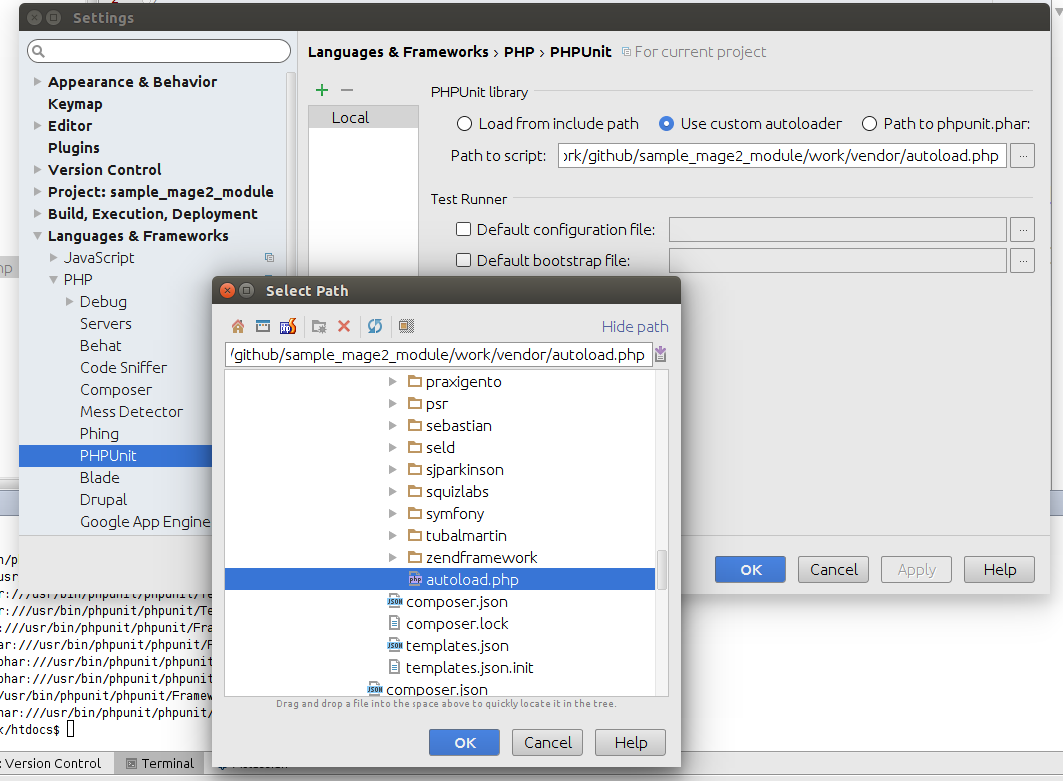 Settings
Languages & Frameworks › PHP › PHPUnit For current project
Appearance & Behavior
Keymap
Editor
Plugins
Version Control
Project: sample_mage2_module
Build, Execution, Deployment
Languages & Frameworks
JavaScript
PHP
Debug
Servers
Behat
Code Sniffer
Composer
Mess Detector
Phing
PHPUnit
Blade
Drupal
Google App Engine
Local
PHPUnit library
Load from include path Use custom autoloader Path to phpunit.phar:
Path to script: ork/github/sample_mage2_module/work/vendor/autoload.php ...
Test Runner
Default configuration file: ...
Default bootstrap file: ...
OK Cancel Apply Help
Select Path
Hide path
/github/sample_mage2_module/work/vendor/autoload.php
praxigento
psr
sebastian
seld
sjparkinson
squizlabs
symfony
tubalmartin
zendframework
autoload.php
composer.json
composer.lock
templates.json
templates.json.init
composer.json
Drag and drop a file into the space above to quickly locate it in the tree.
OK Cancel Help
n/p
usr
r:///usr/bin/phpunit/phpunit/Te
r:///usr/bin/phpunit/phpunit/Te
:///usr/bin/phpunit/phpunit/Fra
ar:///usr/bin/phpunit/phpunit/F
phar:///usr/bin/phpunit/phpunit
phar:///usr/bin/phpunit/phpunit
/usr/bin/phpunit/phpunit/Framew
har:///usr/bin/phpunit/phpunit/
k/htdocs$
: Version Control Terminal